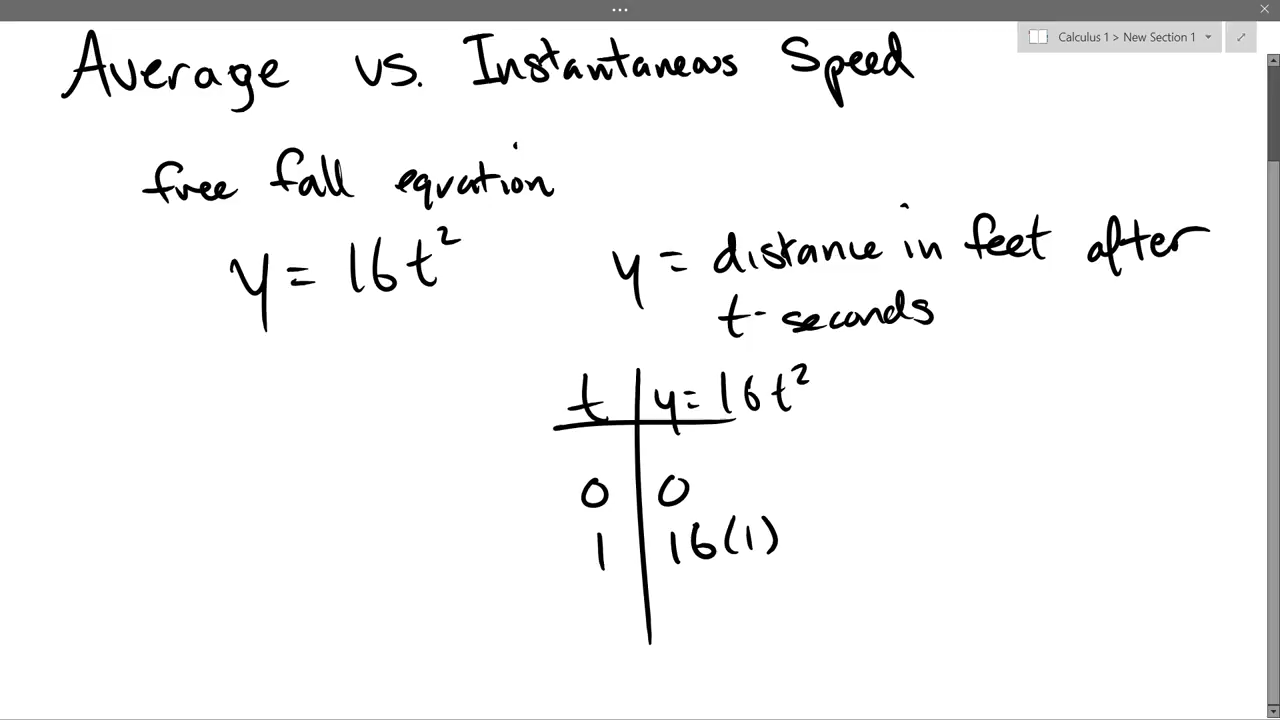 Calculus 1 > New Section 1
Average vs. Instantaneous Speed
free fall equation
y = 16t²
y = distance in feet after
t- seconds
t | y = 16t²
0 | 0
1 | 16(1)